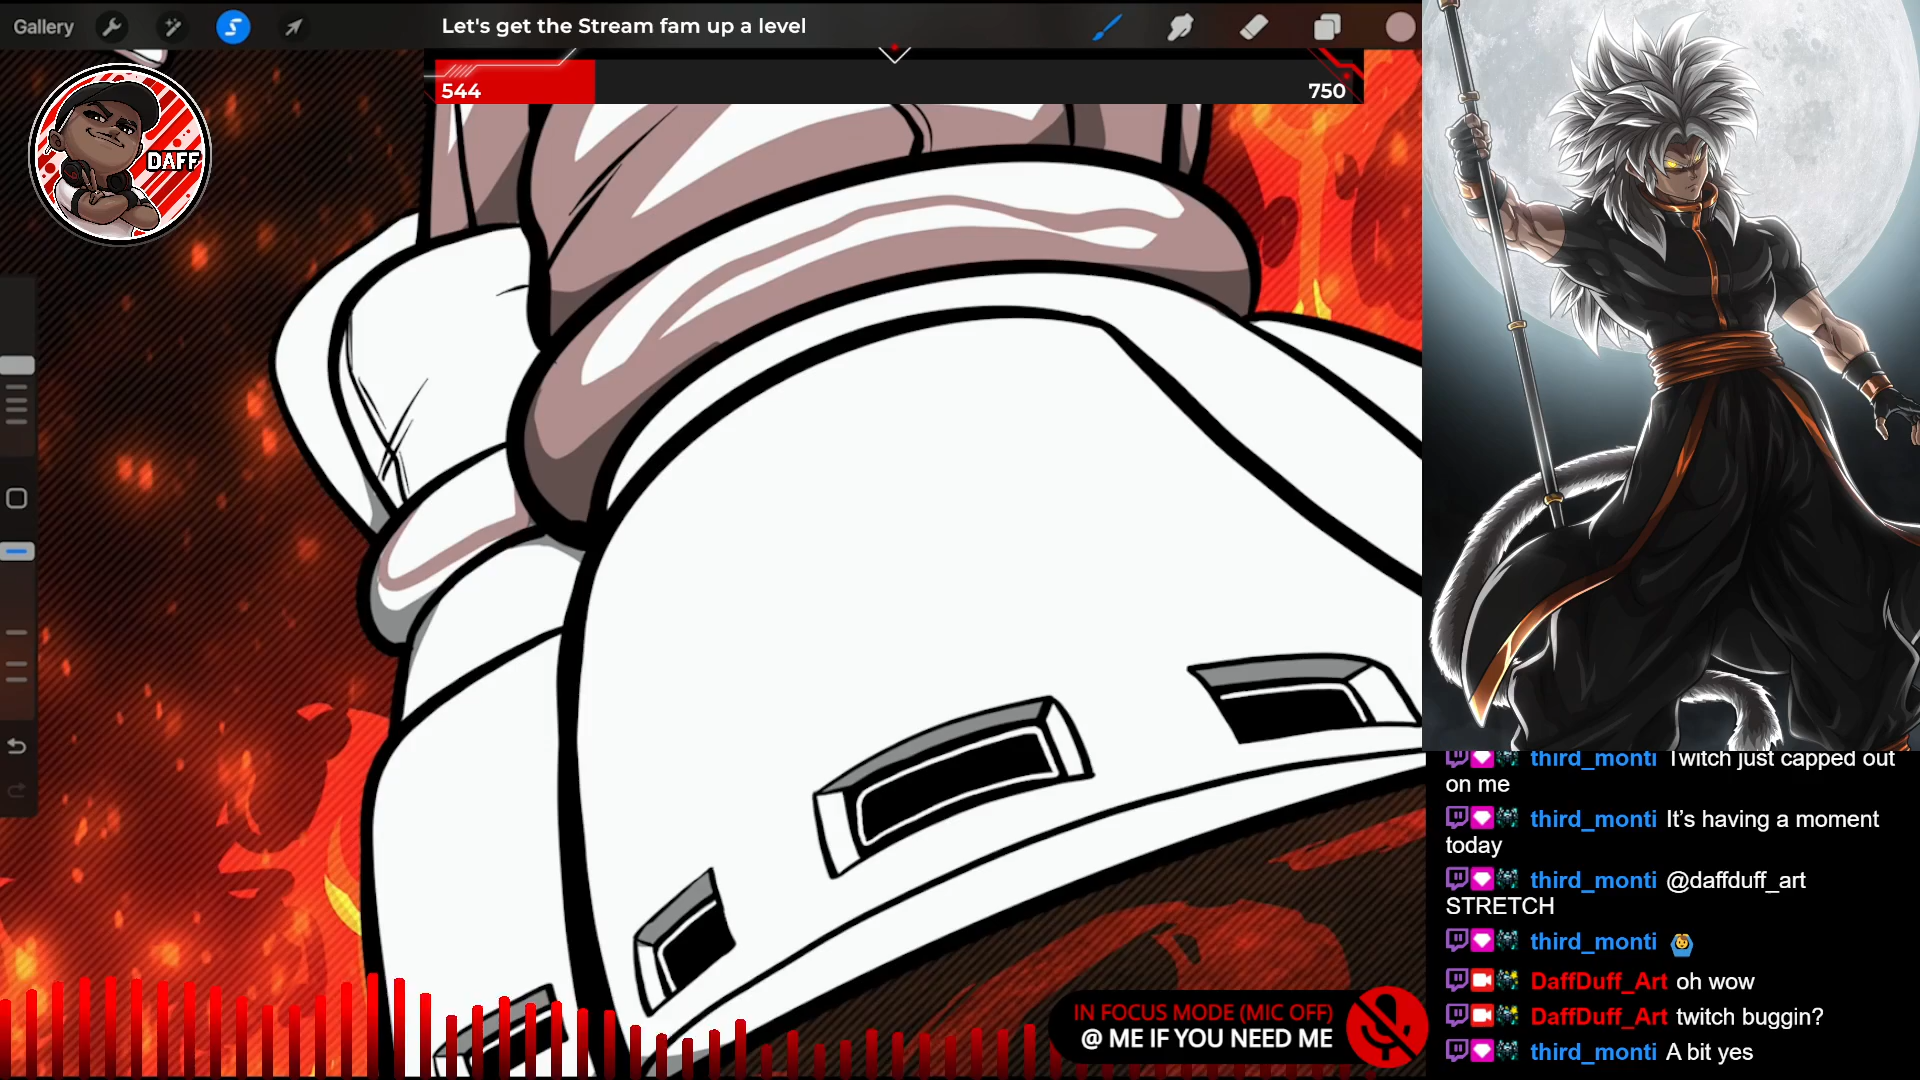 Gallery
Let's get the Stream fam up a level
544
750
DAFF
third_monti Twitch just capped out
on me
third_monti It's having a moment
today
third_monti @daffduff_art
STRETCH
third_monti
DaffDuff_Art oh wow
DaffDuff_Art twitch buggin?
third_monti A bit yes
IN FOCUS MODE (MIC OFF)
@ ME IF YOU NEED ME